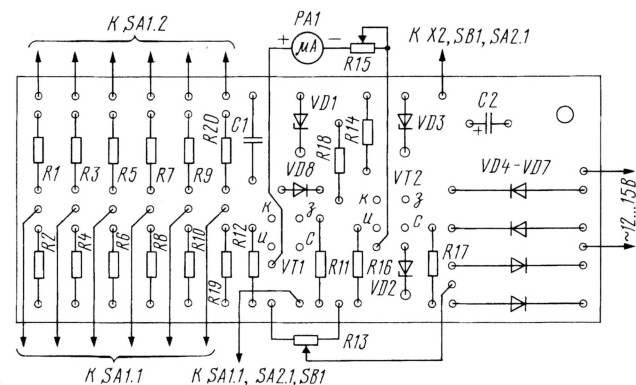 К SA1.2
PA1
+
−
μA
R15
К X2, SB1, SA2.1
R1
R3
R5
R7
R9
R20
C1
VD1
R18
R14
VD3
C2
+
VD8
VT2
VD4-VD7
к
з
и
с
к
з
и
с
~12...15В
R2
R4
R6
R8
R10
R19
R12
VT1
R11
R16
VD2
R17
R13
К SA1.1
К SA1.1, SA2.1, SB1